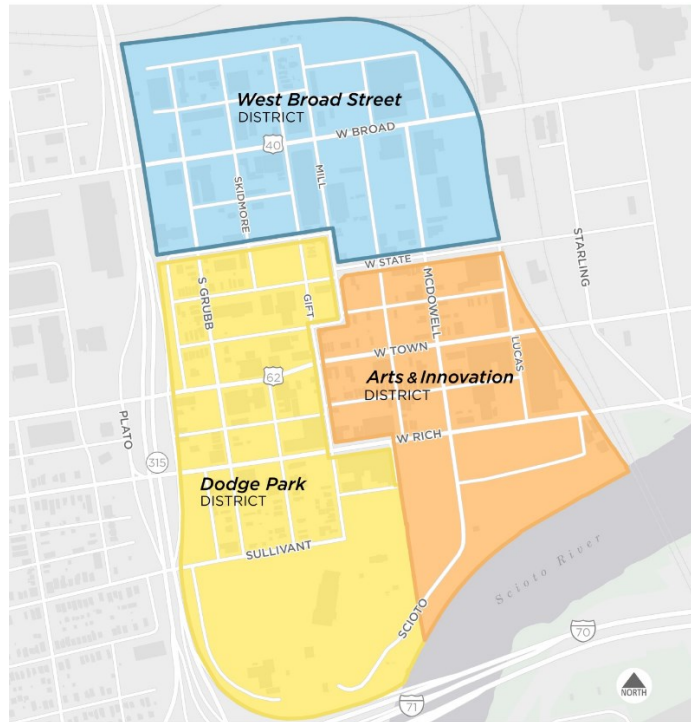 West Broad Street
DISTRICT
W BROAD
40
SKIDMORE
MILL
STARLING
W STATE
MCDOWELL
S GRUBB
GIFT
LUCAS
W TOWN
Arts & Innovation
DISTRICT
62
PLATO
W RICH
315
Dodge Park
DISTRICT
SULLIVANT
Scioto River
SCIOTO
70
71
NORTH